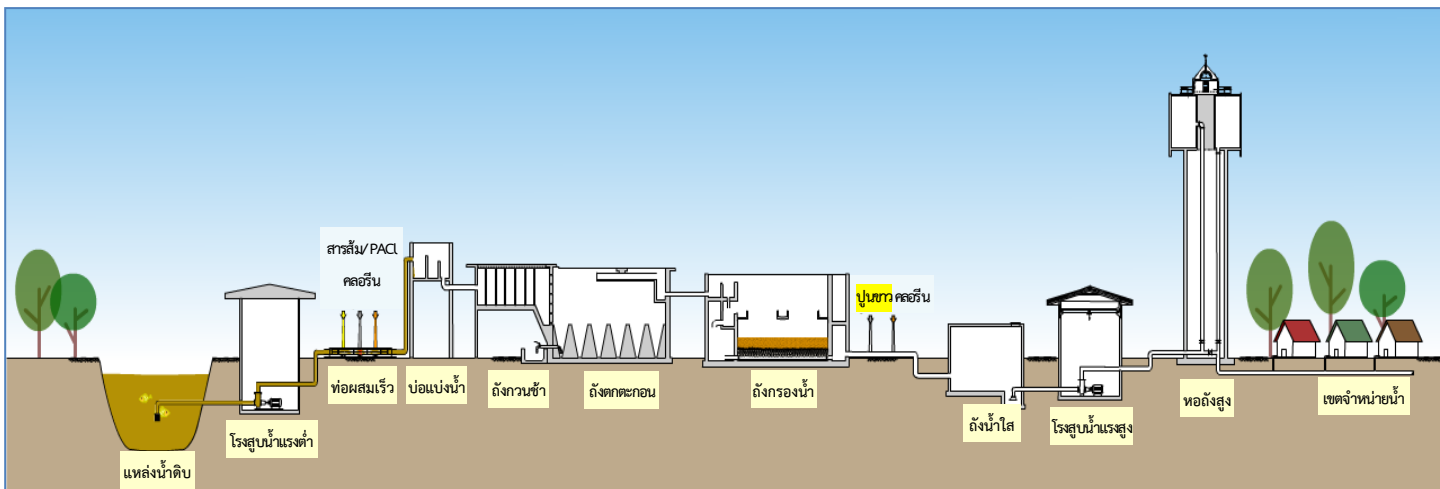 สารส้ม/ PACl
คลอรีน
ปูนขาว คลอรีน
ท่อผสมเร็ว
บ่อแบ่งน้ำ
ถังกวนช้า
ถังตกตะกอน
ถังกรองน้ำ
หอถังสูง
เขตจำหน่ายน้ำ
โรงสูบน้ำแรงต่ำ
ถังน้ำใส
โรงสูบน้ำแรงสูง
แหล่งน้ำดิบ